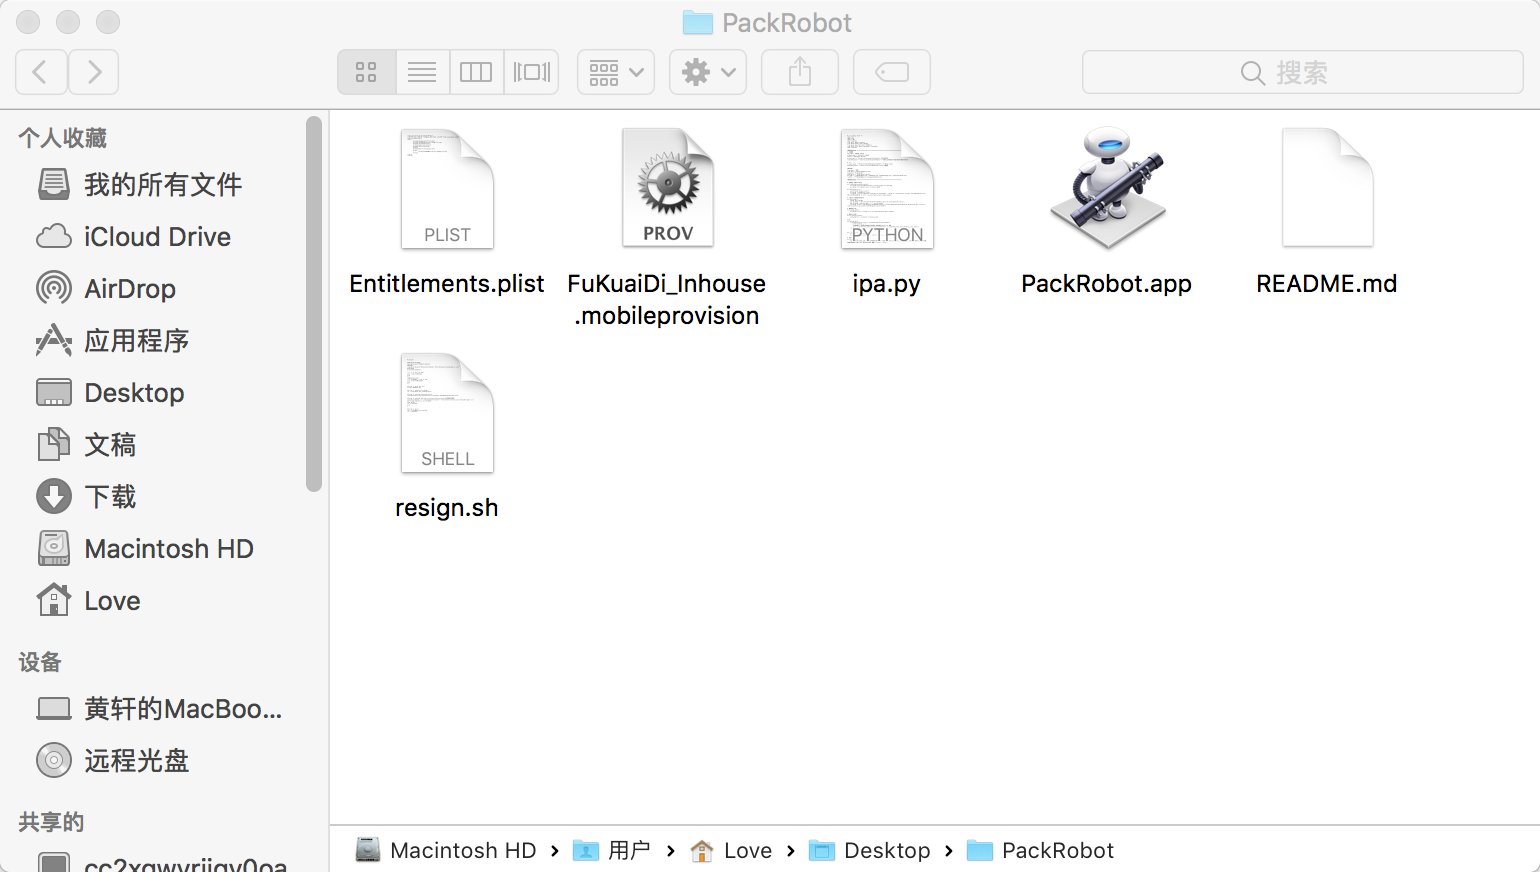 PackRobot
搜索
个人收藏
我的所有文件
iCloud Drive
AirDrop
应用程序
Desktop
文稿
下载
Macintosh HD
Love
设备
黄轩的MacBoo...
远程光盘
共享的
PLIST
Entitlements.plist
PROV
FuKuaiDi_Inhouse
.mobileprovision
PYTHON
ipa.py
PackRobot.app
README.md
SHELL
resign.sh
Macintosh HD › 用户 › Love › Desktop › PackRobot